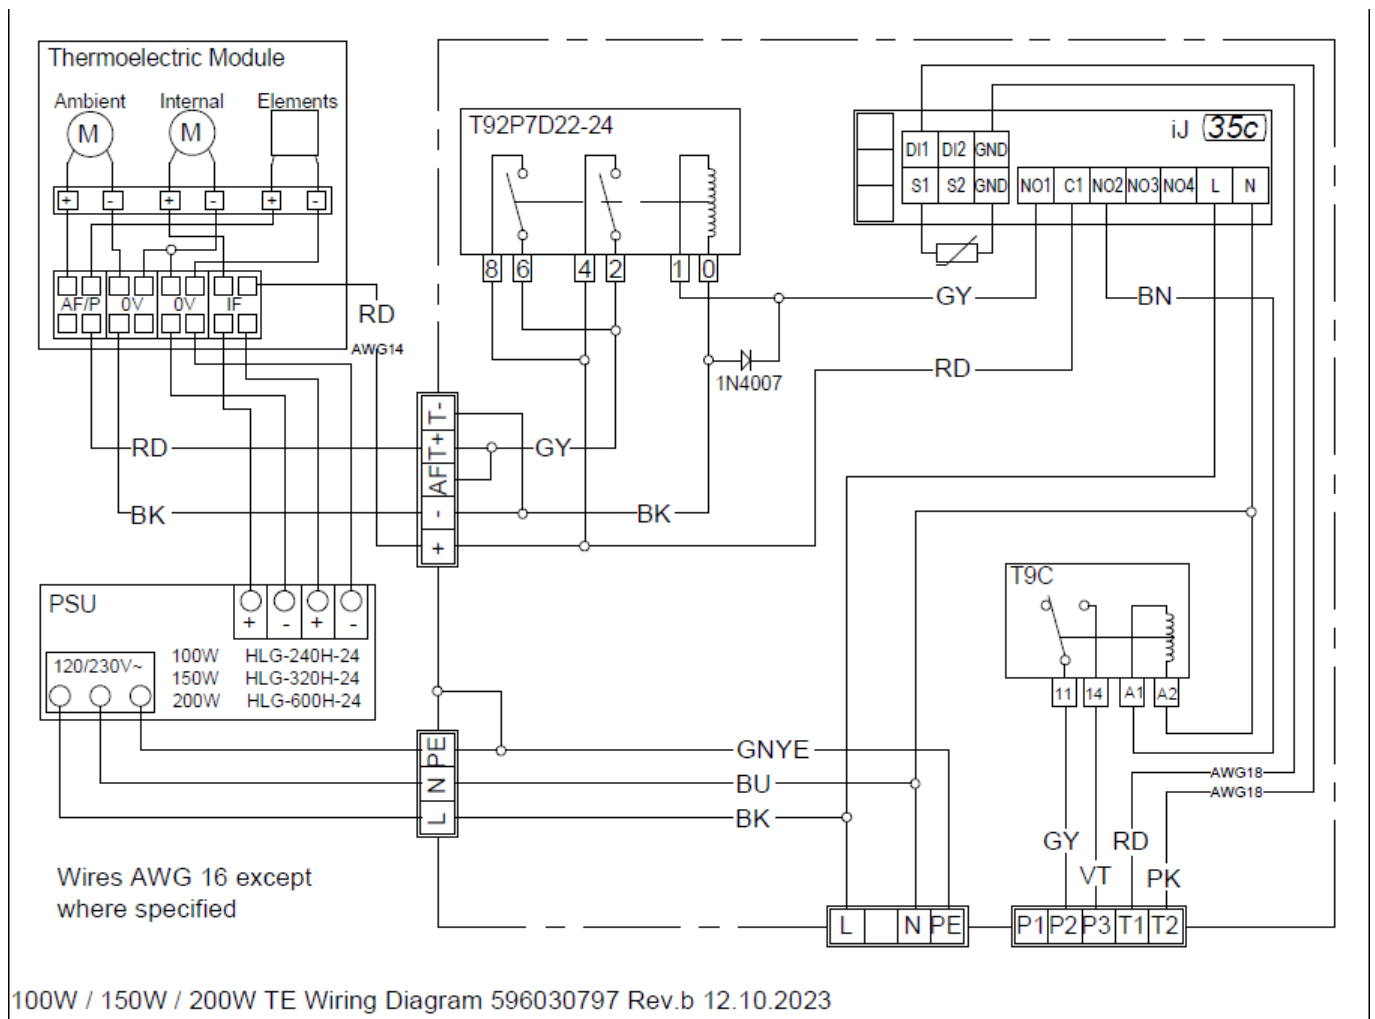 Thermoelectric Module
Ambient Internal Elements
M M
+ - + - + -
AF/P 0V 0V IF
RD
AWG14
T92P7D22-24
8 6 4 2 1 0
iJ 35c
DI1 DI2 GND
S1 S2 GND NO1 C1 NO2 NO3 NO4 L N
GY
BN
1N4007
RD
T-
T+
AF
-
+
RD
GY
BK
BK
PSU
+ - + -
120/230V~
100W HLG-240H-24
150W HLG-320H-24
200W HLG-600H-24
T9C
11 14 A1 A2
PE
N
L
GNYE
BU
BK
AWG18
AWG18
GY
RD
VT
PK
L N PE
P1 P2 P3 T1 T2
Wires AWG 16 except
where specified
100W / 150W / 200W TE Wiring Diagram 596030797 Rev.b 12.10.2023